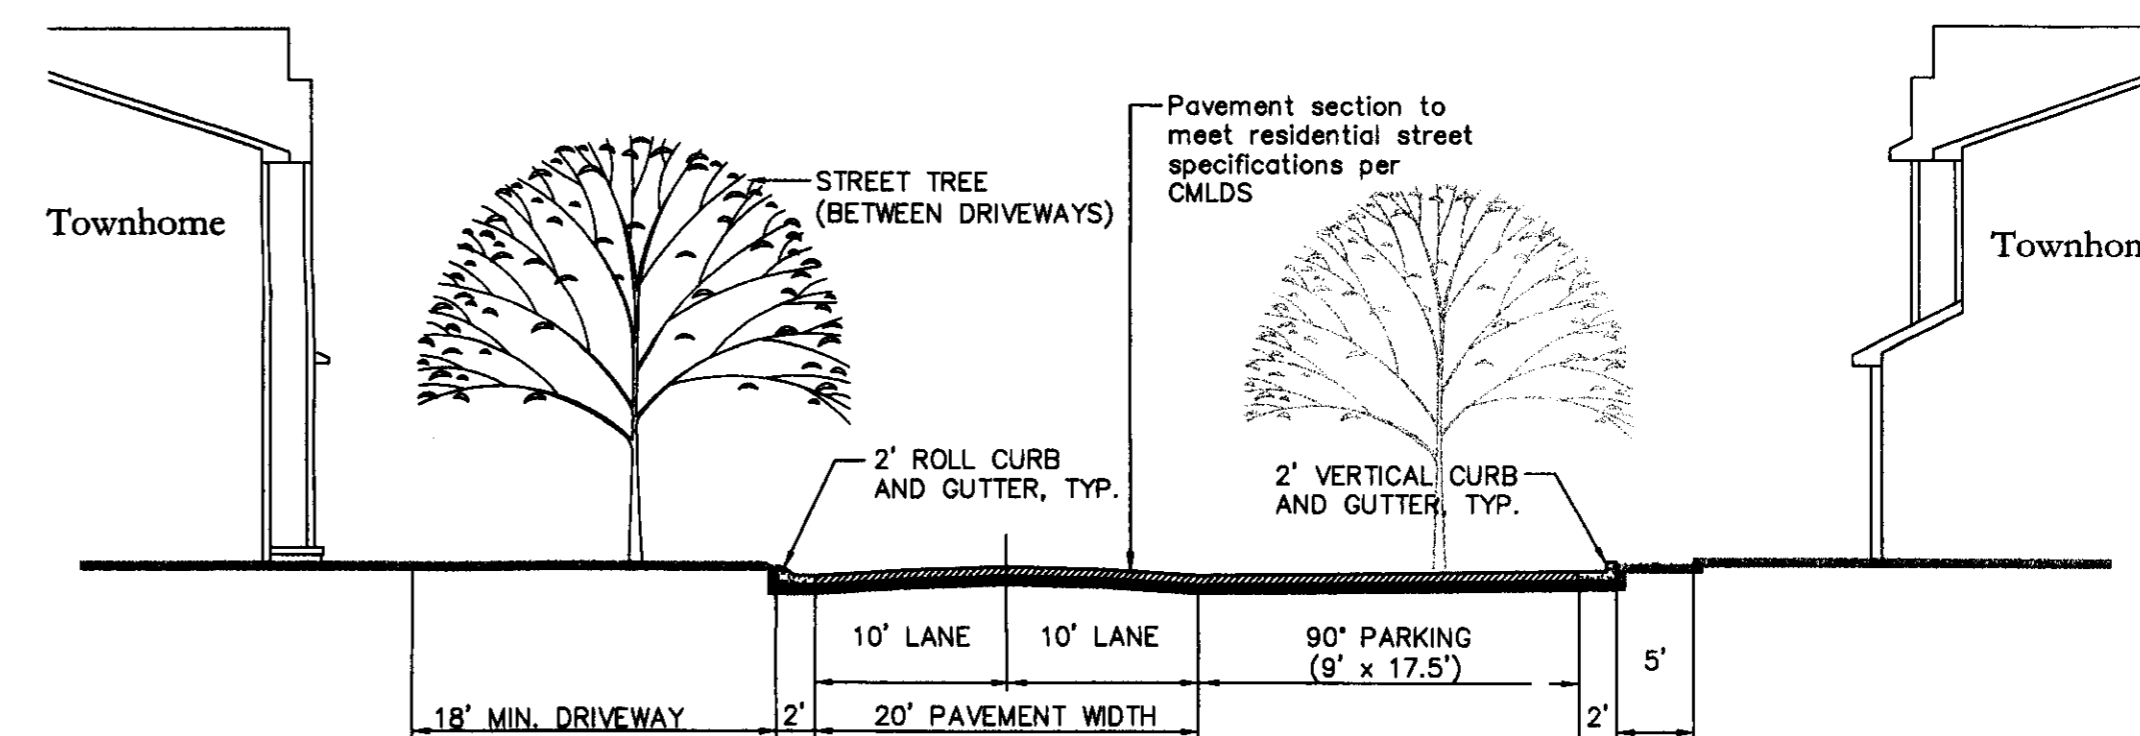 Pavement section to
meet residential street
specifications per
CMLDS
STREET TREE
(BETWEEN DRIVEWAYS)
Townhome
Townhom
2' ROLL CURB
AND GUTTER, TYP.
2' VERTICAL CURB
AND GUTTER, TYP.
10' LANE
10' LANE
90° PARKING
(9' x 17.5')
5'
18' MIN. DRIVEWAY
2'
20' PAVEMENT WIDTH
2'